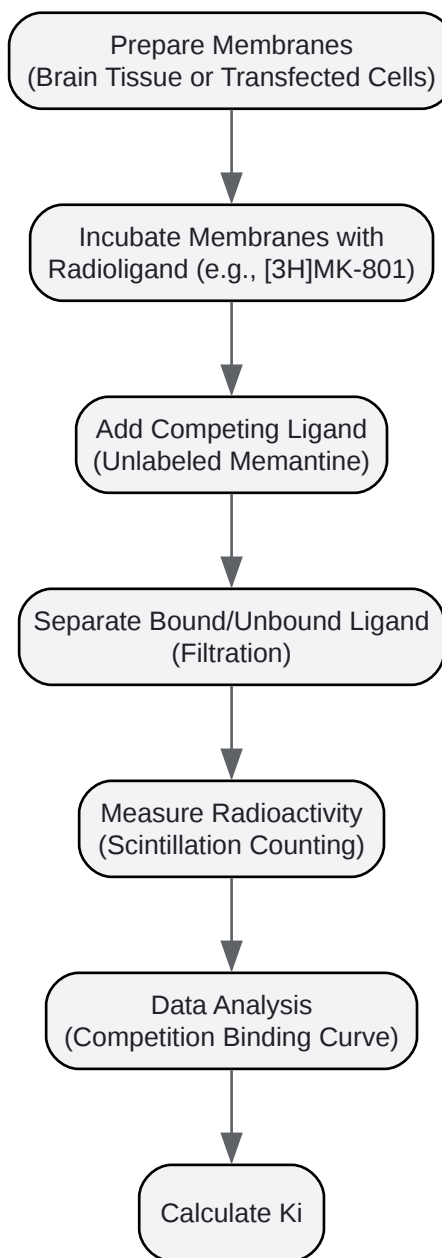 Prepare Membranes
(Brain Tissue or Transfected Cells)
Incubate Membranes with
Radioligand (e.g., [3H]MK-801)
Add Competing Ligand
(Unlabeled Memantine)
Separate Bound/Unbound Ligand
(Filtration)
Measure Radioactivity
(Scintillation Counting)
Data Analysis
(Competition Binding Curve)
Calculate Ki